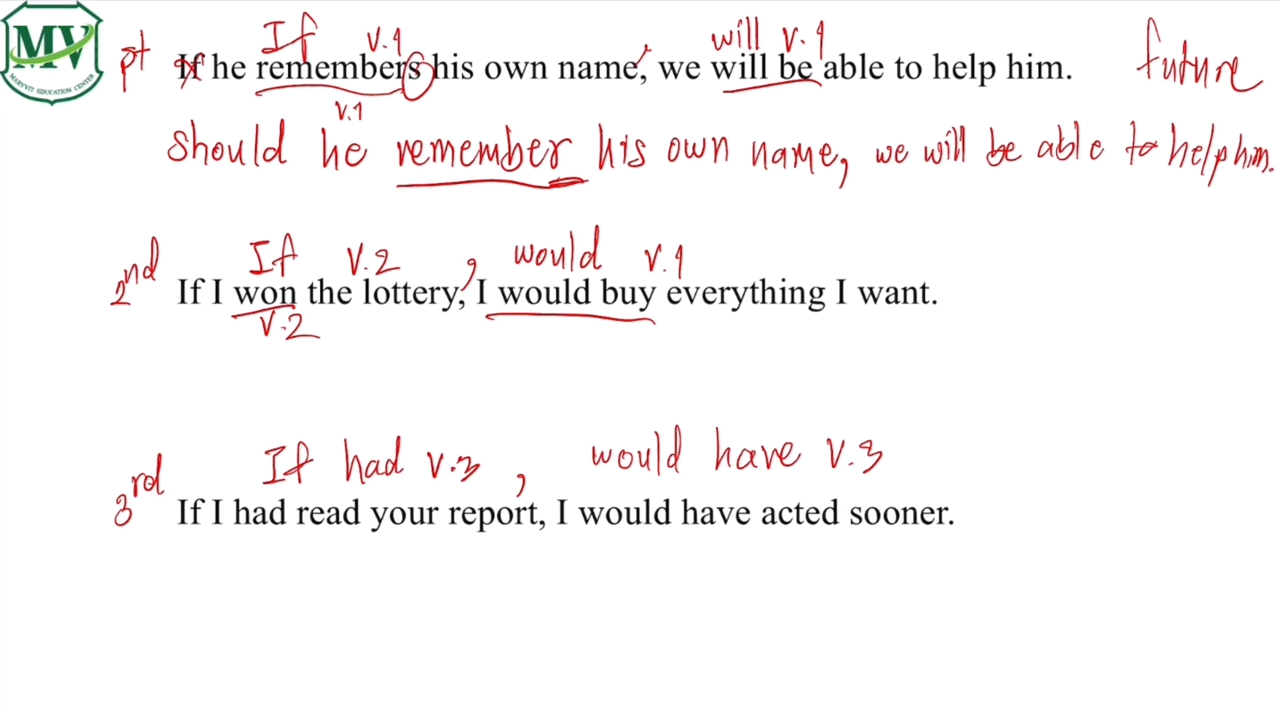 MV
MARYVIT EDUCATION CENTER
If V.1 will V.1
pt If he remembers his own name, we will be able to help him. future
V.1
should he remember his own name, we will be able to help him.
If V.2 , would V.1
2nd If I won the lottery, I would buy everything I want.
V.2
If had V.3 , would have V.3
3rd If I had read your report, I would have acted sooner.